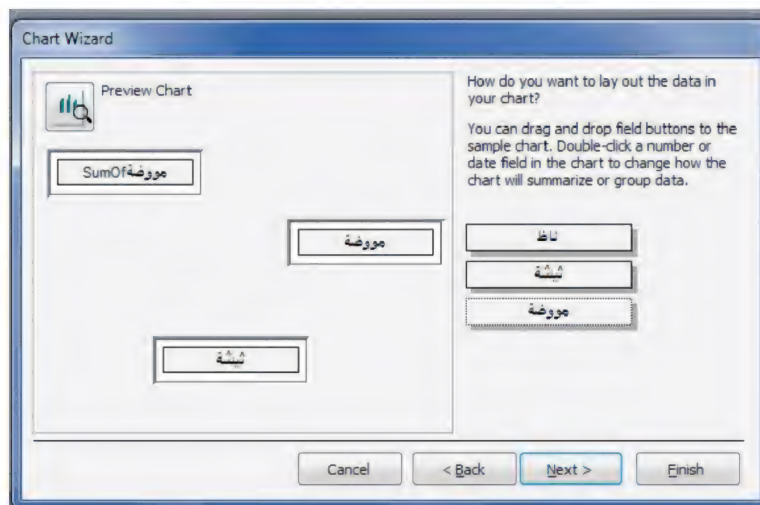 Chart Wizard
Preview Chart
SumOfمووضة
مووضة
ثيثة
How do you want to lay out the data in
your chart?
You can drag and drop field buttons to the
sample chart. Double-click a number or
date field in the chart to change how the
chart will summarize or group data.
ناظ
ثيثة
مووضة
Cancel
< Back
Next >
Finish